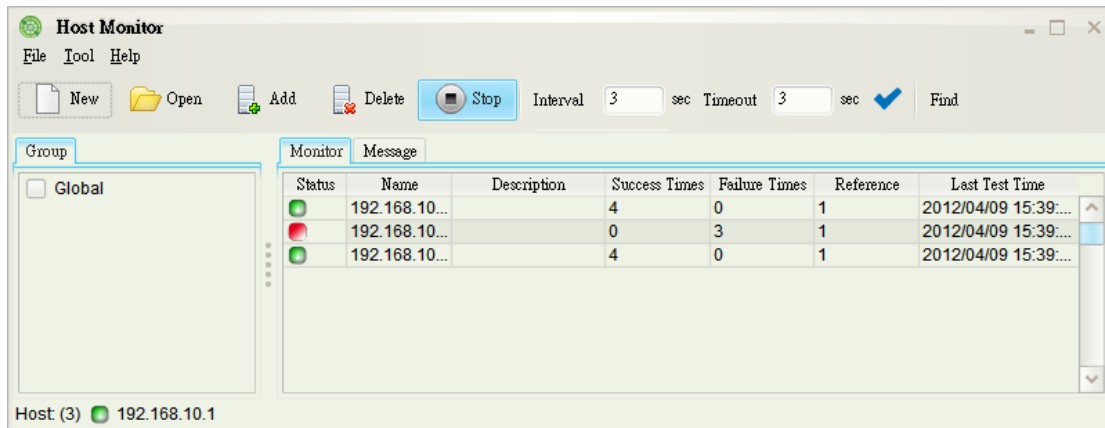 Host Monitor
File Tool Help
New Open Add Delete Stop Interval 3 sec Timeout 3 sec Find
Group Monitor Message
Global
Status Name Description Success Times Failure Times Reference Last Test Time
192.168.10... 4 0 1 2012/04/09 15:39:...
192.168.10... 0 3 1 2012/04/09 15:39:...
192.168.10... 4 0 1 2012/04/09 15:39:...
Host: (3) 192.168.10.1